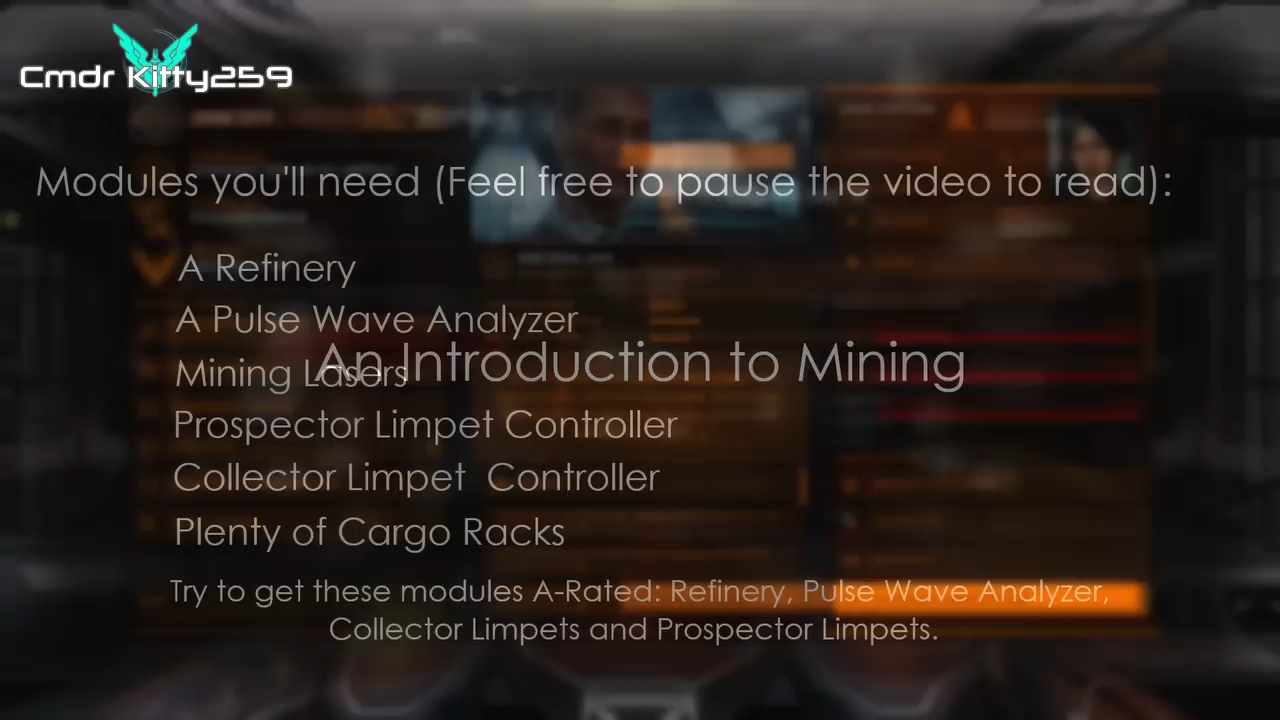 Cmdr Kitty259
Modules you'll need (Feel free to pause the video to read):
A Refinery
A Pulse Wave Analyzer
An Introduction to Mining
Mining Lasers
Prospector Limpet Controller
Collector Limpet Controller
Plenty of Cargo Racks
Try to get these modules A-Rated: Refinery, Pulse Wave Analyzer,
Collector Limpets and Prospector Limpets.